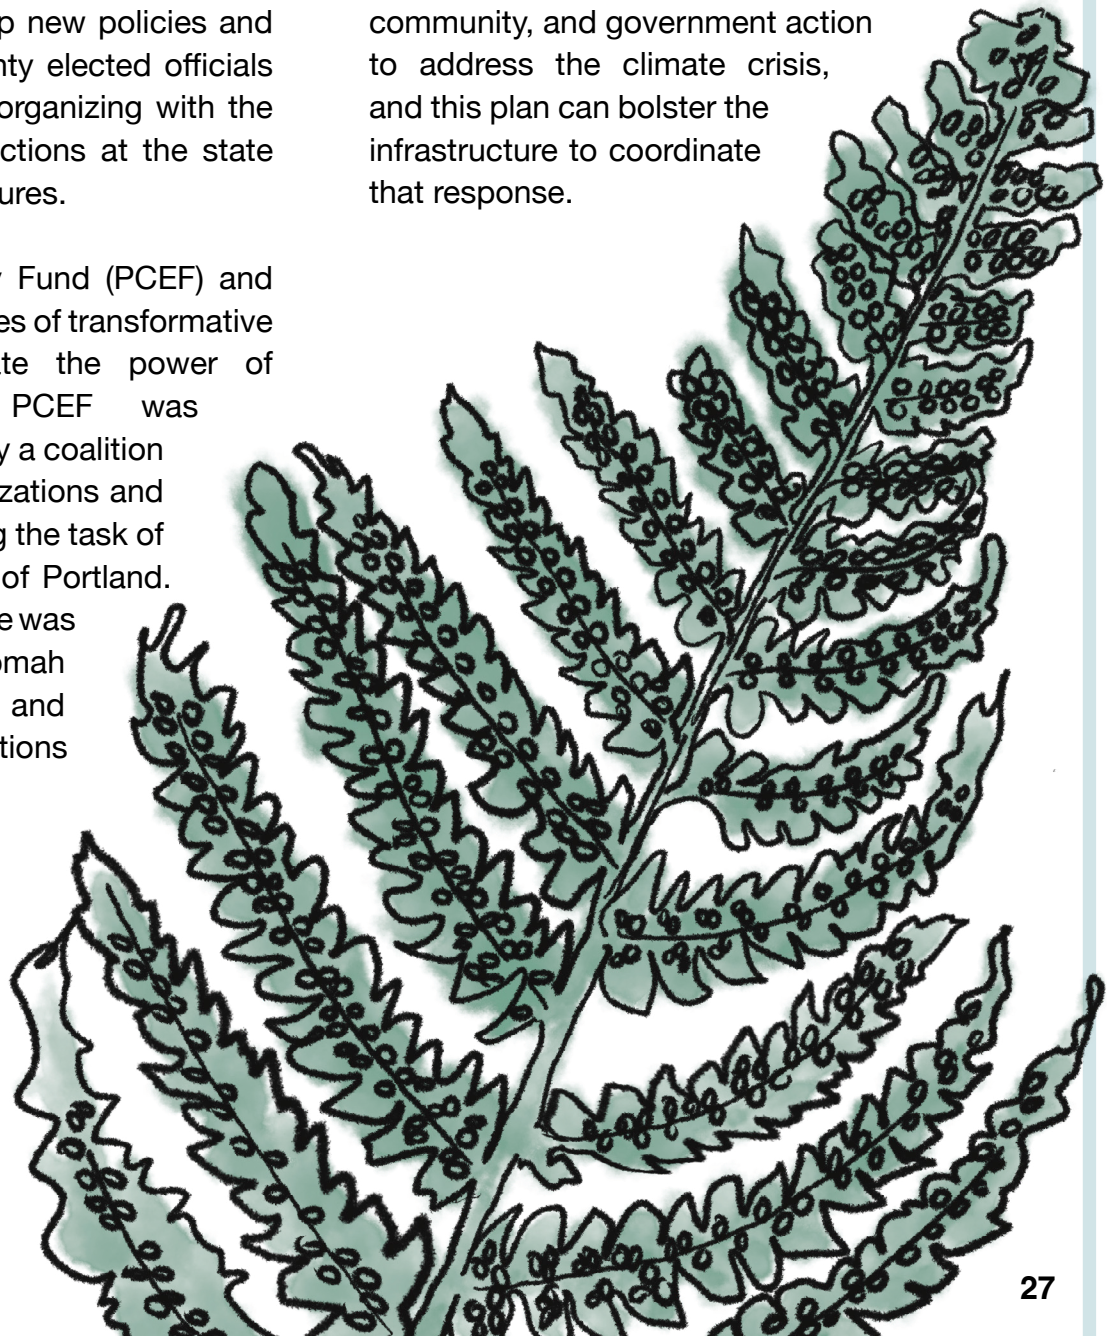 p new policies and
nty elected officials
organizing with the
ctions at the state
ures.
y Fund (PCEF) and
es of transformative
te the power of
PCEF was
y a coalition
zations and
g the task of
of Portland.
e was
omah
and
tions
community, and government action
to address the climate crisis,
and this plan can bolster the
infrastructure to coordinate
that response.
27